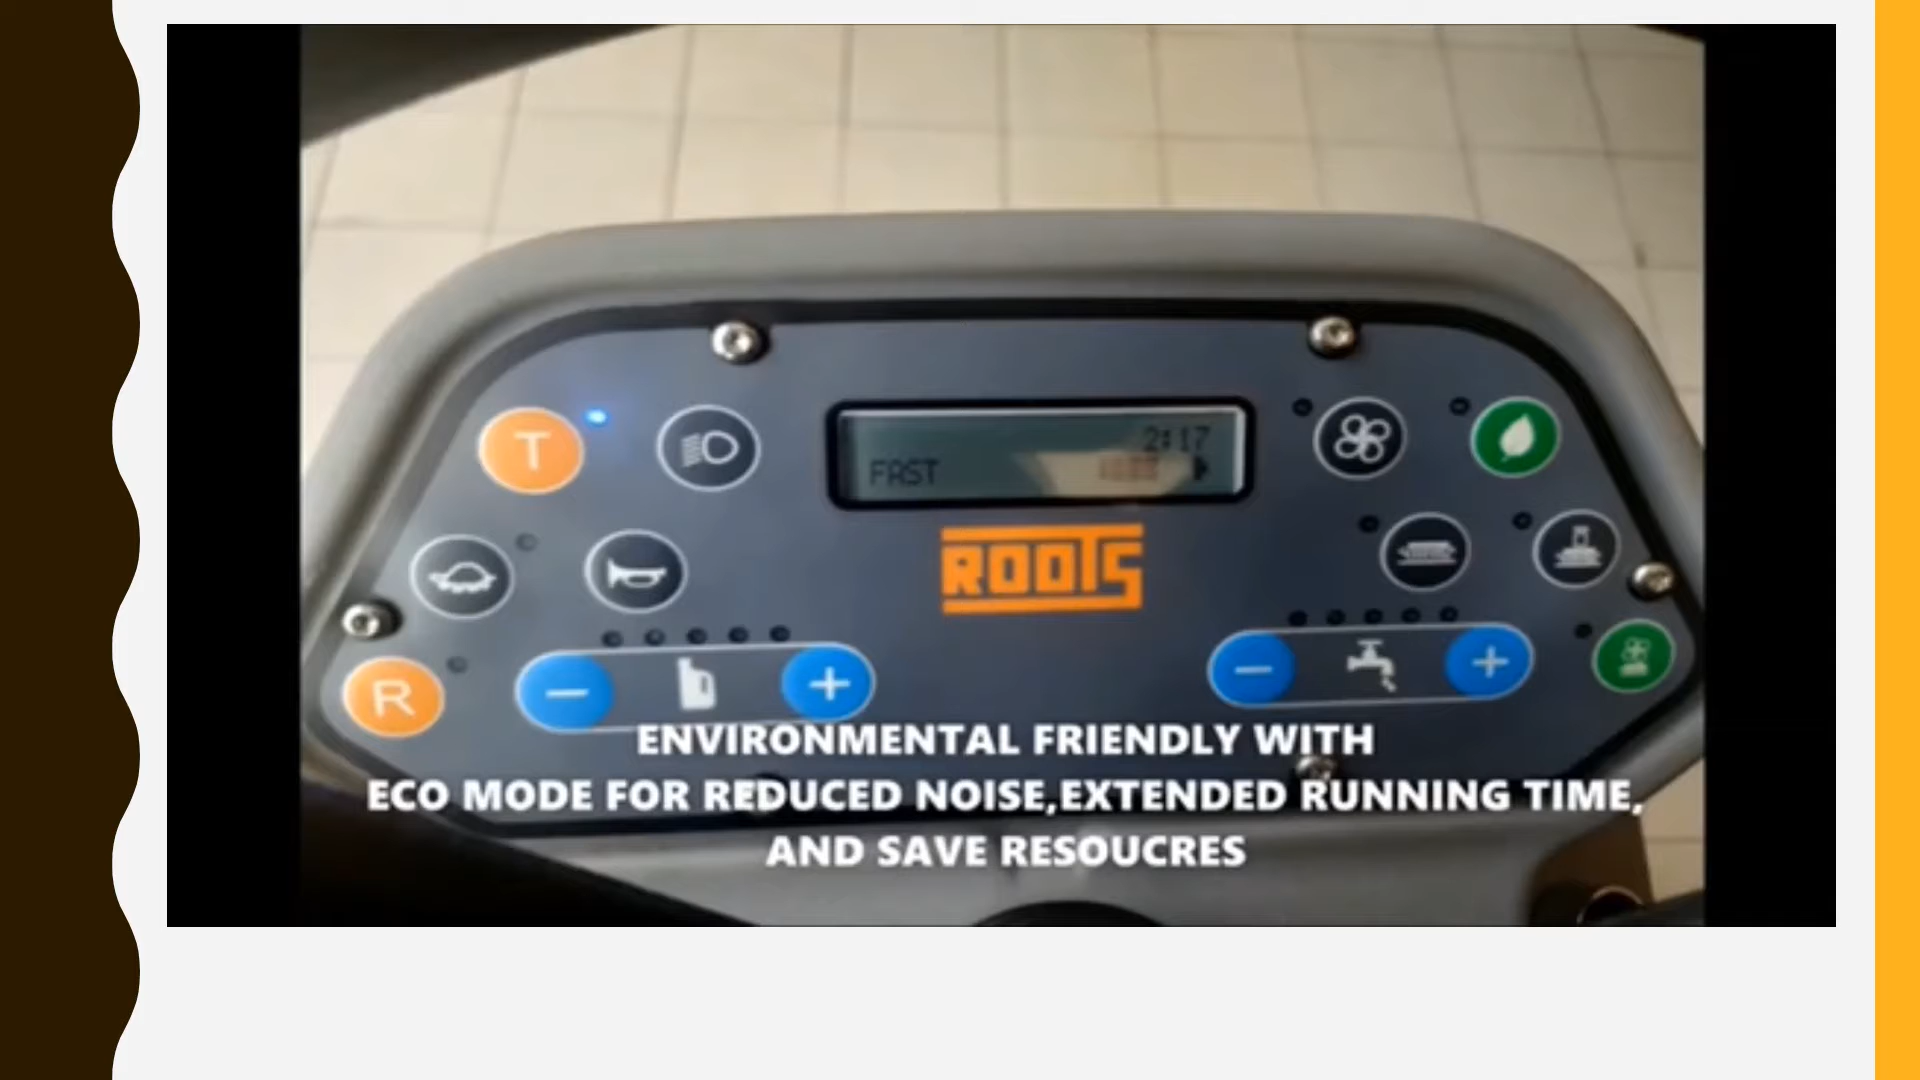 2:17
FAST
T
ROOTS
R
ENVIRONMENTAL FRIENDLY WITH
ECO MODE FOR REDUCED NOISE,EXTENDED RUNNING TIME,
AND SAVE RESOUCRES